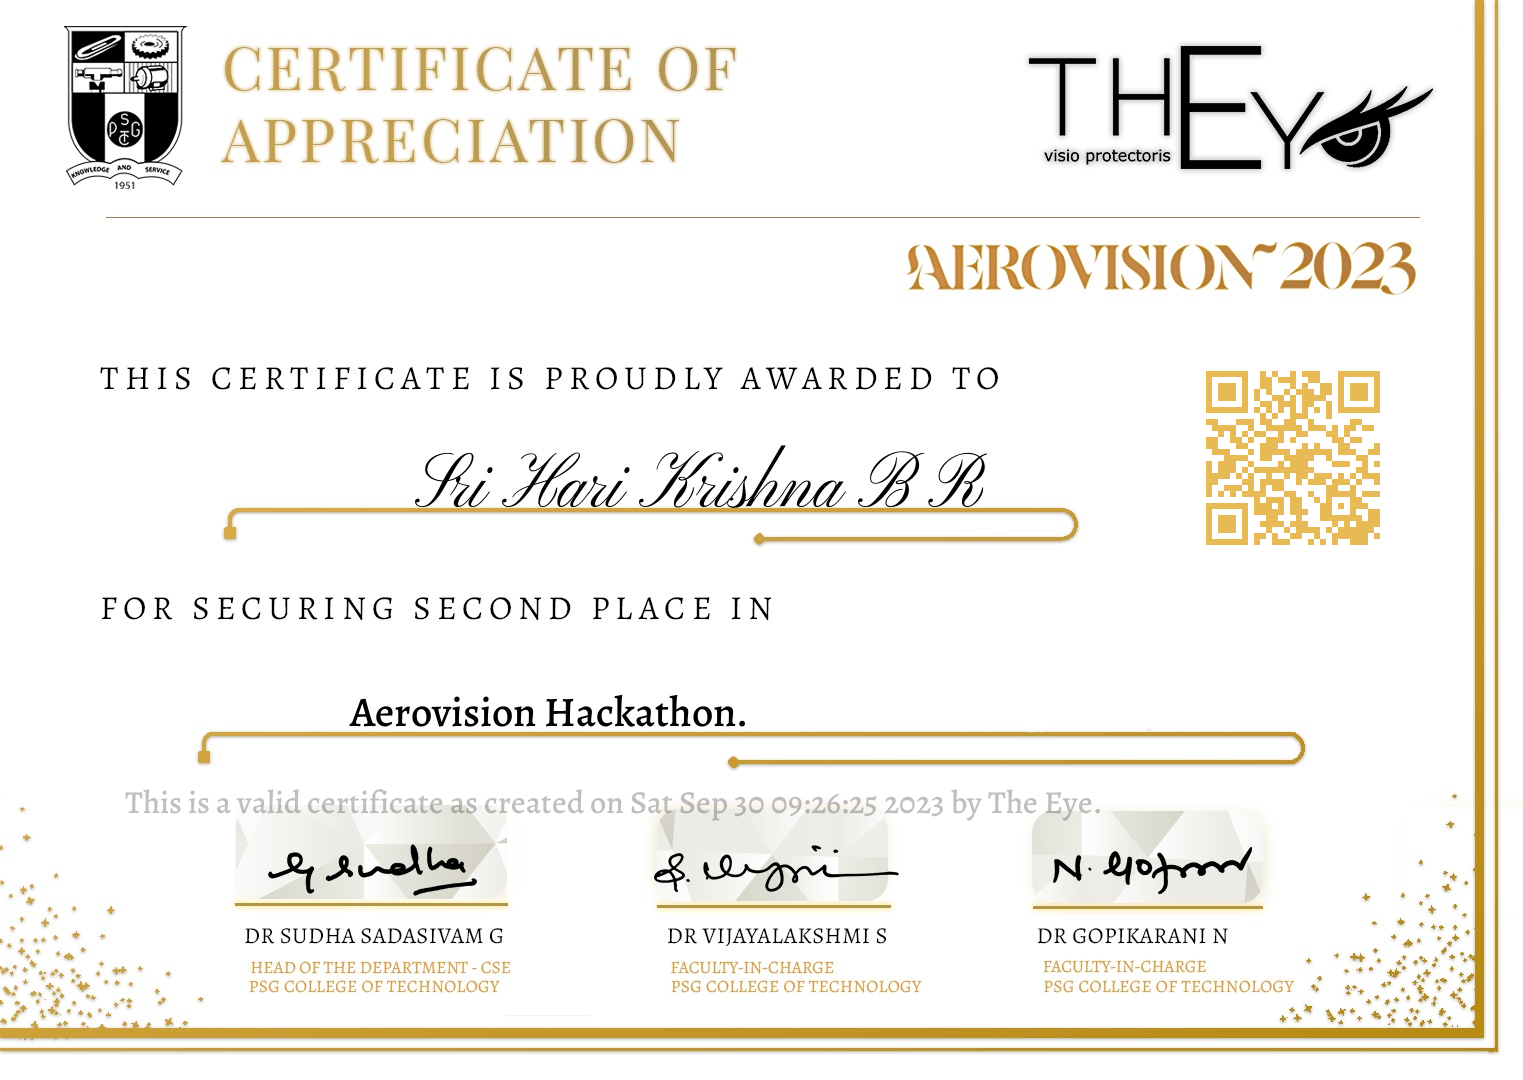 CERTIFICATE OF
APPRECIATION
PSG
CT
KNOWLEDGE AND SERVICE
1951
THEy
visio protectoris
AEROVISION~2023
THIS CERTIFICATE IS PROUDLY AWARDED TO
Sri Hari Krishna B R
FOR SECURING SECOND PLACE IN
Aerovision Hackathon.
This is a valid certificate as created on Sat Sep 30 09:26:25 2023 by The Eye.
G Sudha
DR SUDHA SADASIVAM G
HEAD OF THE DEPARTMENT - CSE
PSG COLLEGE OF TECHNOLOGY
DR VIJAYALAKSHMI S
FACULTY-IN-CHARGE
PSG COLLEGE OF TECHNOLOGY
DR GOPIKARANI N
FACULTY-IN-CHARGE
PSG COLLEGE OF TECHNOLOGY